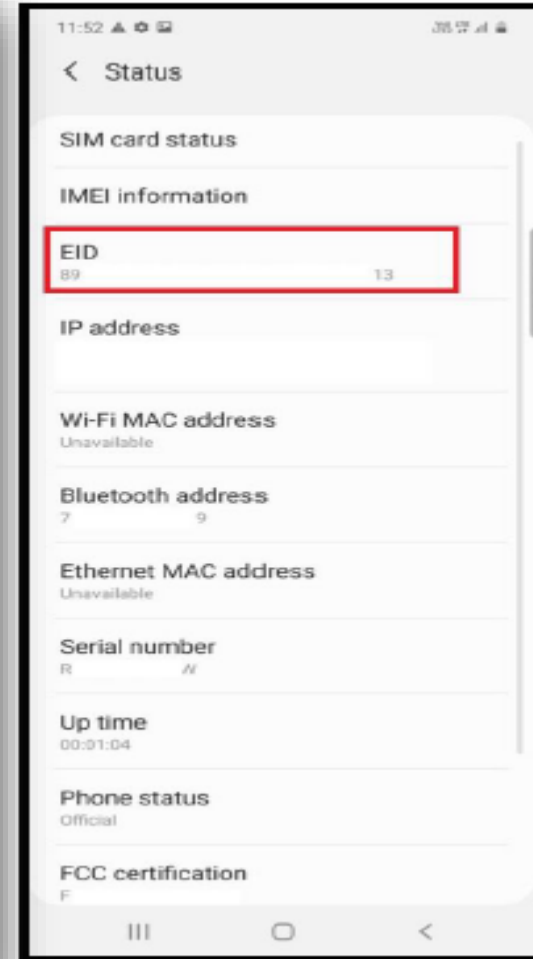 11:52
< Status
SIM card status
IMEI information
EID
89 13
IP address
Wi-Fi MAC address
Unavailable
Bluetooth address
7 9
Ethernet MAC address
Unavailable
Serial number
R W
Up time
00:01:04
Phone status
Official
FCC certification
F